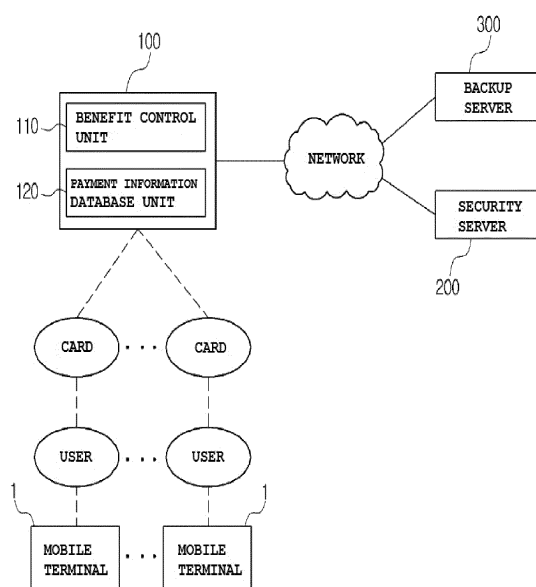 100
300
110
BENEFIT CONTROL
UNIT
120
PAYMENT INFORMATION
DATABASE UNIT
NETWORK
BACKUP
SERVER
SECURITY
SERVER
200
CARD
...
CARD
USER
...
USER
1
1
MOBILE
TERMINAL
...
MOBILE
TERMINAL